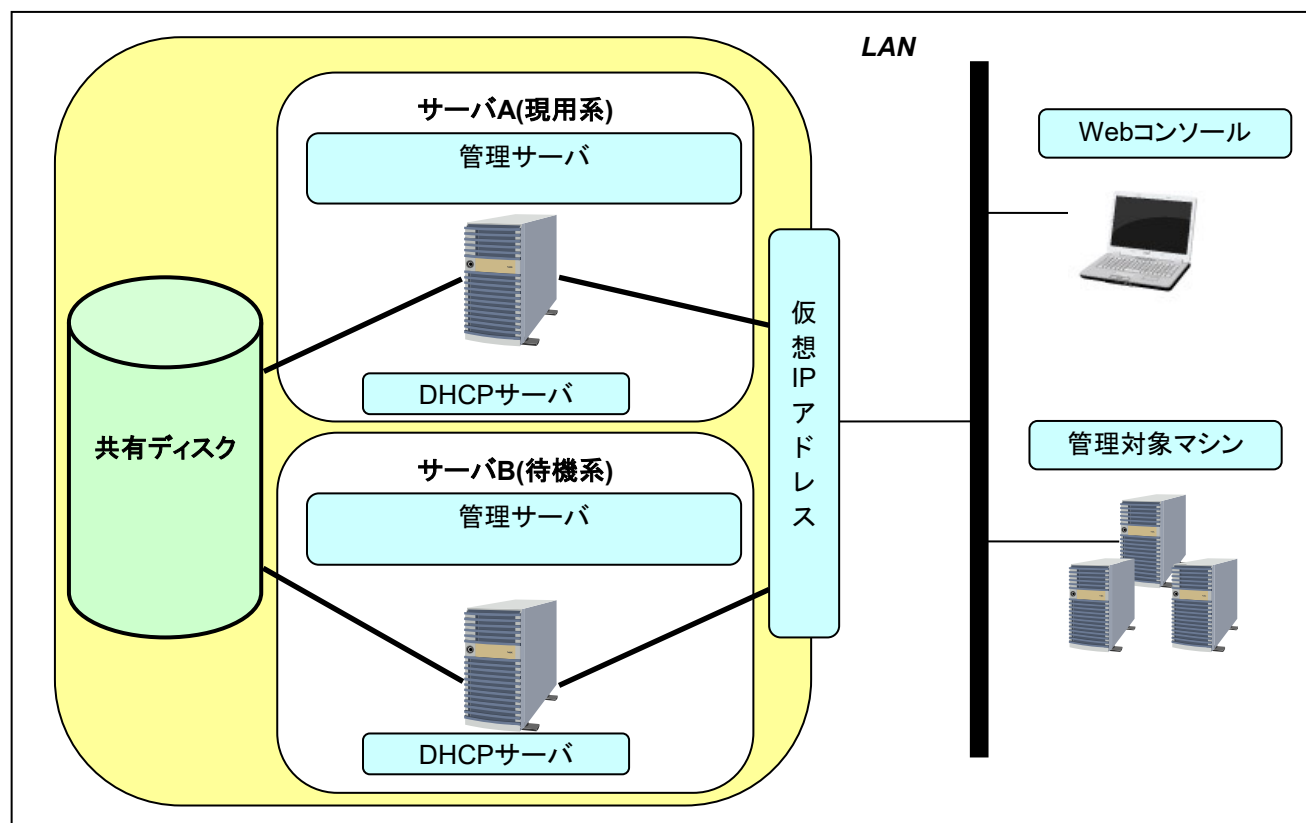 LAN
サーバA(現用系)
管理サーバ
DHCPサーバ
共有ディスク
サーバB(待機系)
管理サーバ
DHCPサーバ
仮想IPアドレス
Webコンソール
管理対象マシン